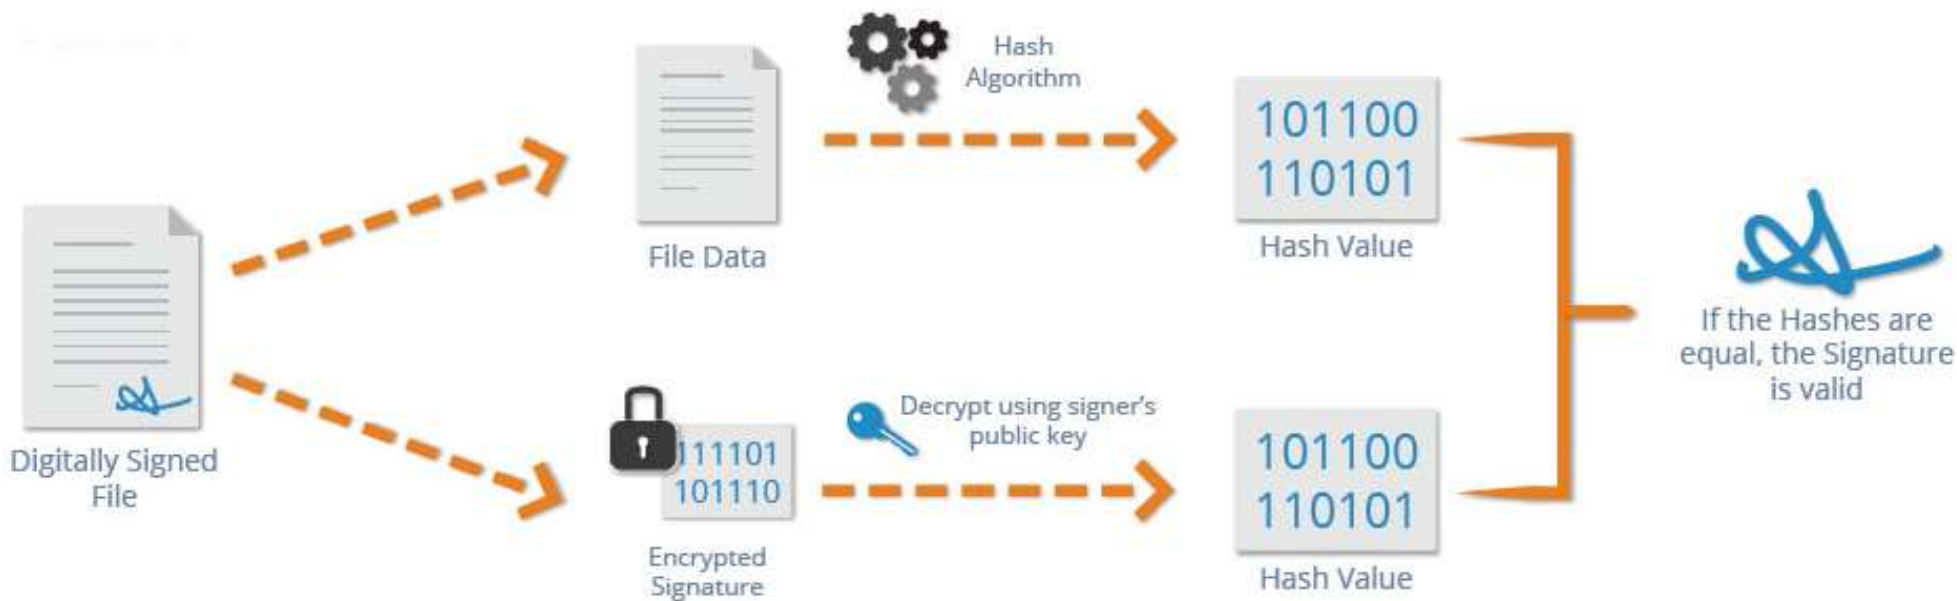 Digitally Signed
File
File Data
Hash
Algorithm
101100
110101
Hash Value
111101
101110
Encrypted
Signature
Decrypt using signer's
public key
101100
110101
Hash Value
If the Hashes are
equal, the Signature
is valid